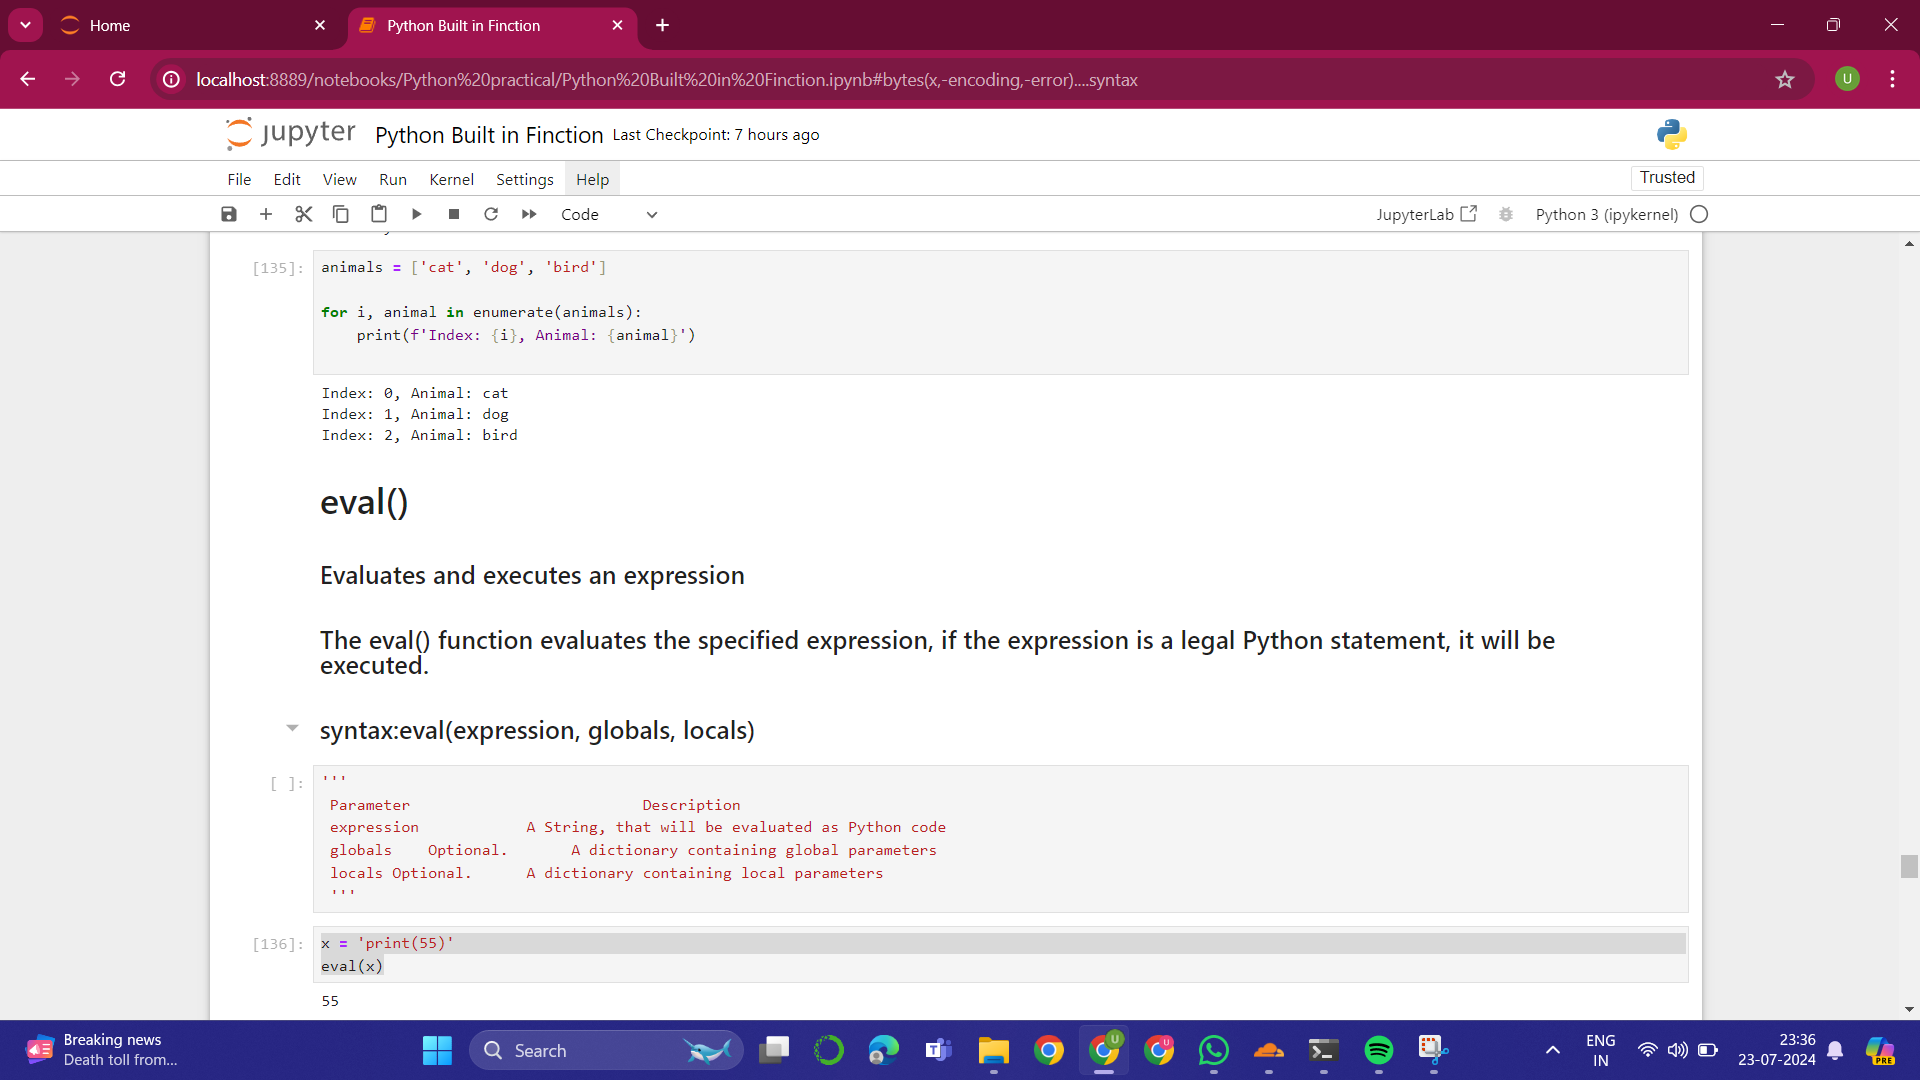 Home
Python Built in Finction
localhost:8889/notebooks/Python%20practical/Python%20Built%20in%20Finction.ipynb#bytes(x,-encoding,-error)....syntax
U
jupyter Python Built in Finction Last Checkpoint: 7 hours ago
File Edit View Run Kernel Settings Help
Trusted
Code
JupyterLab Python 3 (ipykernel)
[135]: animals = ['cat', 'dog', 'bird']
for i, animal in enumerate(animals):
    print(f'Index: {i}, Animal: {animal}')
Index: 0, Animal: cat
Index: 1, Animal: dog
Index: 2, Animal: bird
eval()
Evaluates and executes an expression
The eval() function evaluates the specified expression, if the expression is a legal Python statement, it will be
executed.
syntax:eval(expression, globals, locals)
[ ]: '''
Parameter Description
expression A String, that will be evaluated as Python code
globals Optional. A dictionary containing global parameters
locals Optional. A dictionary containing local parameters
'''
[136]: x = 'print(55)'
eval(x)
55
Breaking news
Death toll from...
Search
U
U
ENG
IN
23:36
23-07-2024
PRE